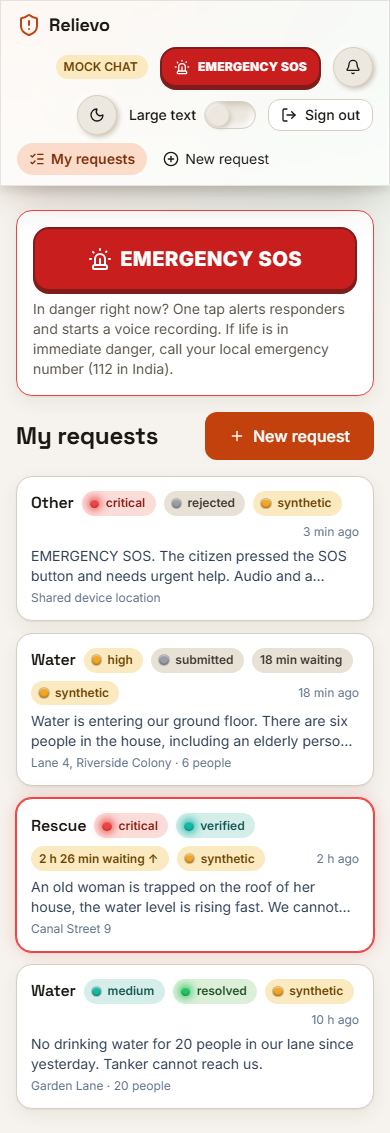 Relievo
MOCK CHAT
EMERGENCY SOS
Large text
Sign out
My requests
New request
EMERGENCY SOS
In danger right now? One tap alerts responders
and starts a voice recording. If life is in
immediate danger, call your local emergency
number (112 in India).
My requests
+ New request
Other critical rejected synthetic
3 min ago
EMERGENCY SOS. The citizen pressed the SOS
button and needs urgent help. Audio and a...
Shared device location
Water high submitted 18 min waiting
synthetic 18 min ago
Water is entering our ground floor. There are six
people in the house, including an elderly perso...
Lane 4, Riverside Colony · 6 people
Rescue critical verified
2 h 26 min waiting ↑ synthetic 2 h ago
An old woman is trapped on the roof of her
house, the water level is rising fast. We cannot...
Canal Street 9
Water medium resolved synthetic
10 h ago
No drinking water for 20 people in our lane since
yesterday. Tanker cannot reach us.
Garden Lane · 20 people